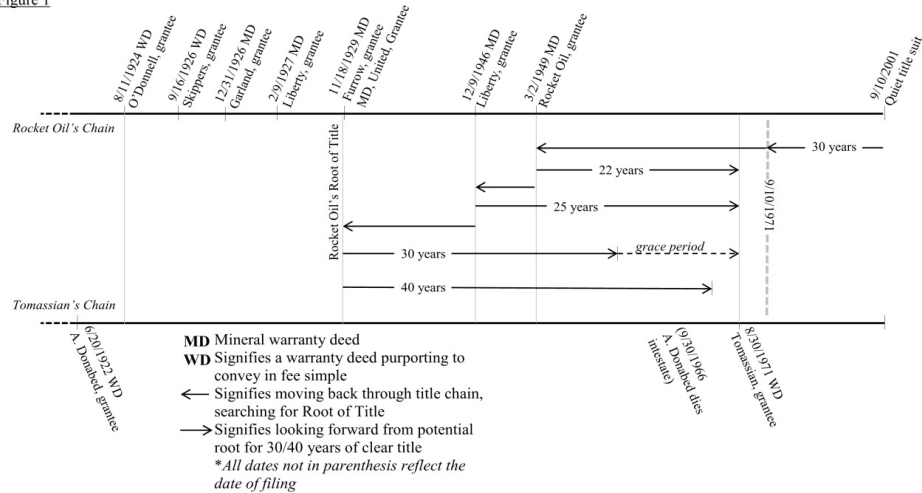 Figure 1
8/11/1924 WD
O'Donnell, grantee
9/16/1926 WD
Skippers, grantee
12/31/1926 MD
Garland, grantee
2/9/1927 MD
Liberty, grantee
11/18/1929 MD
Furrow, grantee
MD, United, Grantee
12/9/1946 MD
Liberty, grantee
3/2/1949 MD
Rocket Oil, grantee
9/10/2001
Quiet title suit
Rocket Oil's Chain
Rocket Oil's Root of Title
30 years
22 years
9/10/1971
25 years
30 years
grace period
40 years
Tomassian's Chain
6/20/1922 WD
A. Donabed, grantee
(9/30/1966
A. Donabed dies
intestate)
8/30/1971 WD
Tomassian, grantee
MD Mineral warranty deed
WD Signifies a warranty deed purporting to
convey in fee simple
Signifies moving back through title chain,
searching for Root of Title
Signifies looking forward from potential
root for 30/40 years of clear title
*All dates not in parenthesis reflect the
date of filing